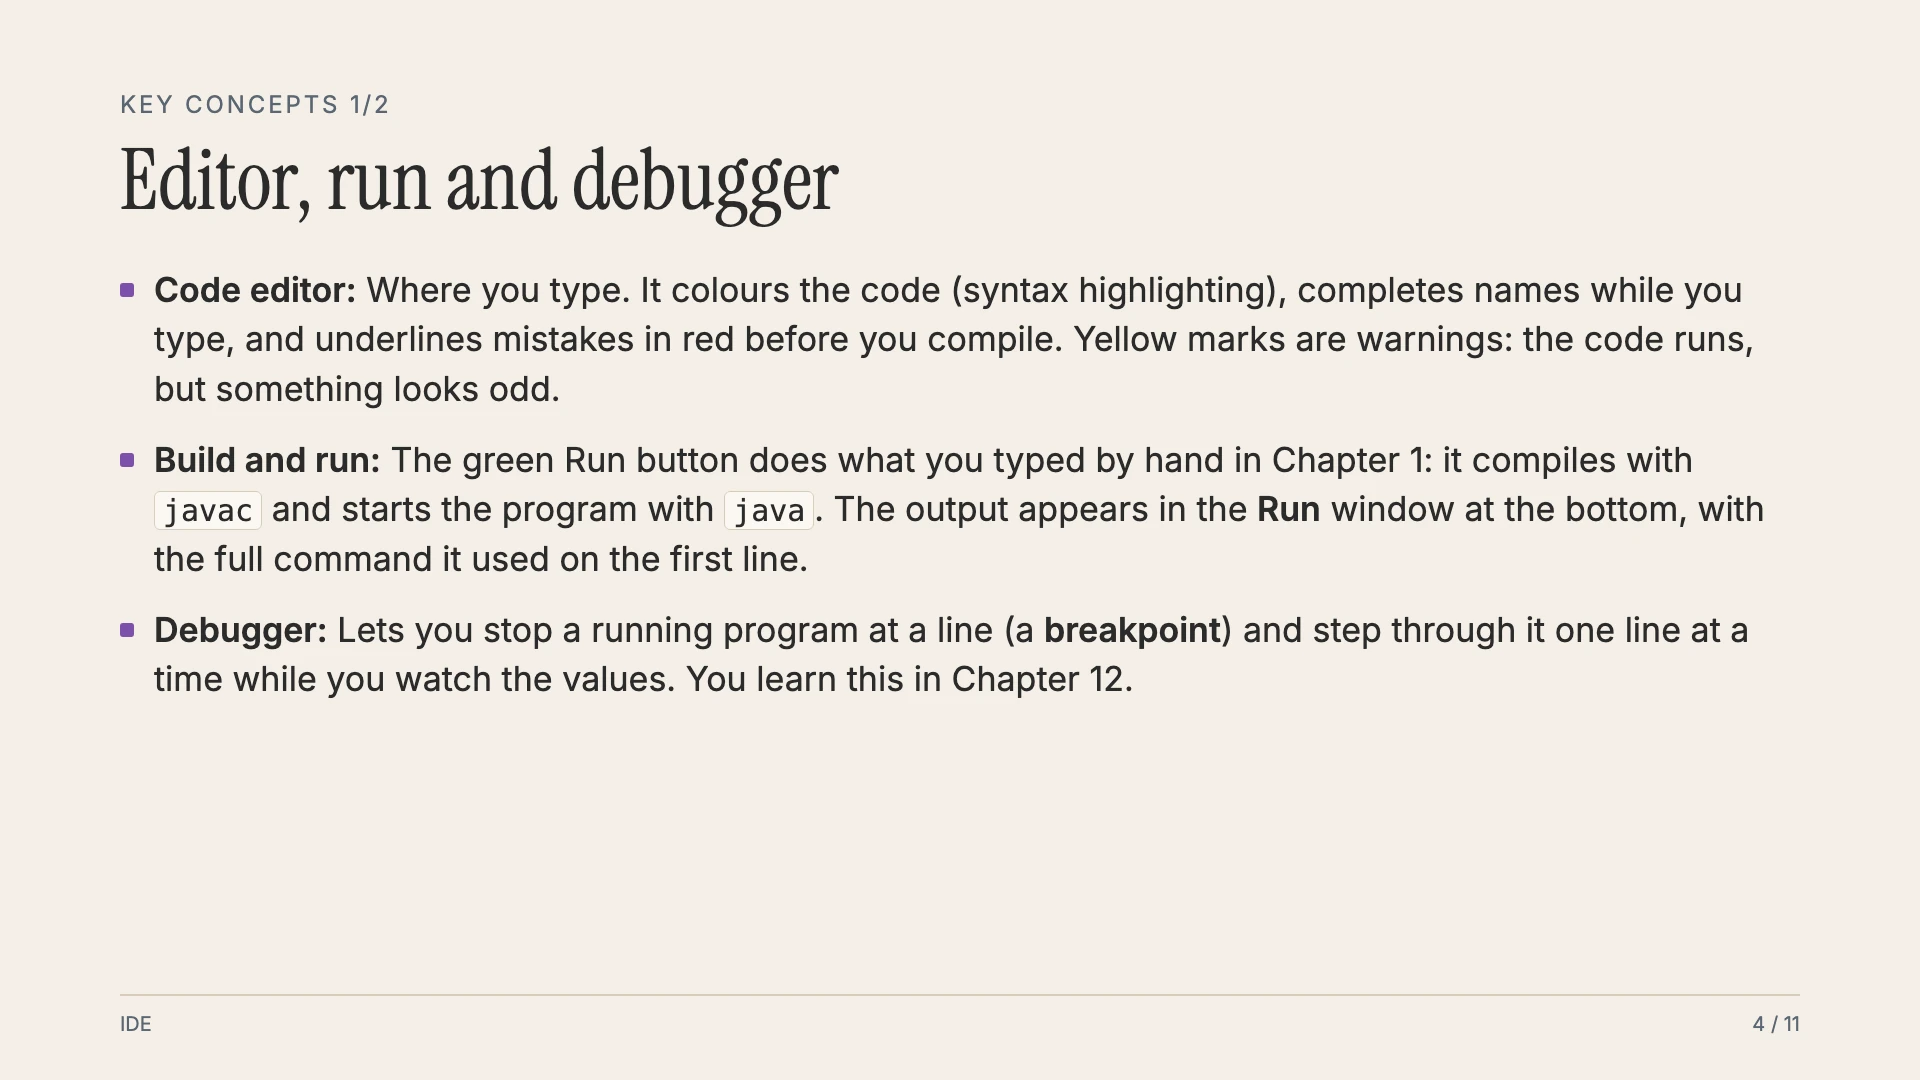 KEY CONCEPTS 1/2
Editor, run and debugger
Code editor: Where you type. It colours the code (syntax highlighting), completes names while you
type, and underlines mistakes in red before you compile. Yellow marks are warnings: the code runs,
but something looks odd.
Build and run: The green Run button does what you typed by hand in Chapter 1: it compiles with
javac and starts the program with java. The output appears in the Run window at the bottom, with
the full command it used on the first line.
Debugger: Lets you stop a running program at a line (a breakpoint) and step through it one line at a
time while you watch the values. You learn this in Chapter 12.
IDE
4 / 11